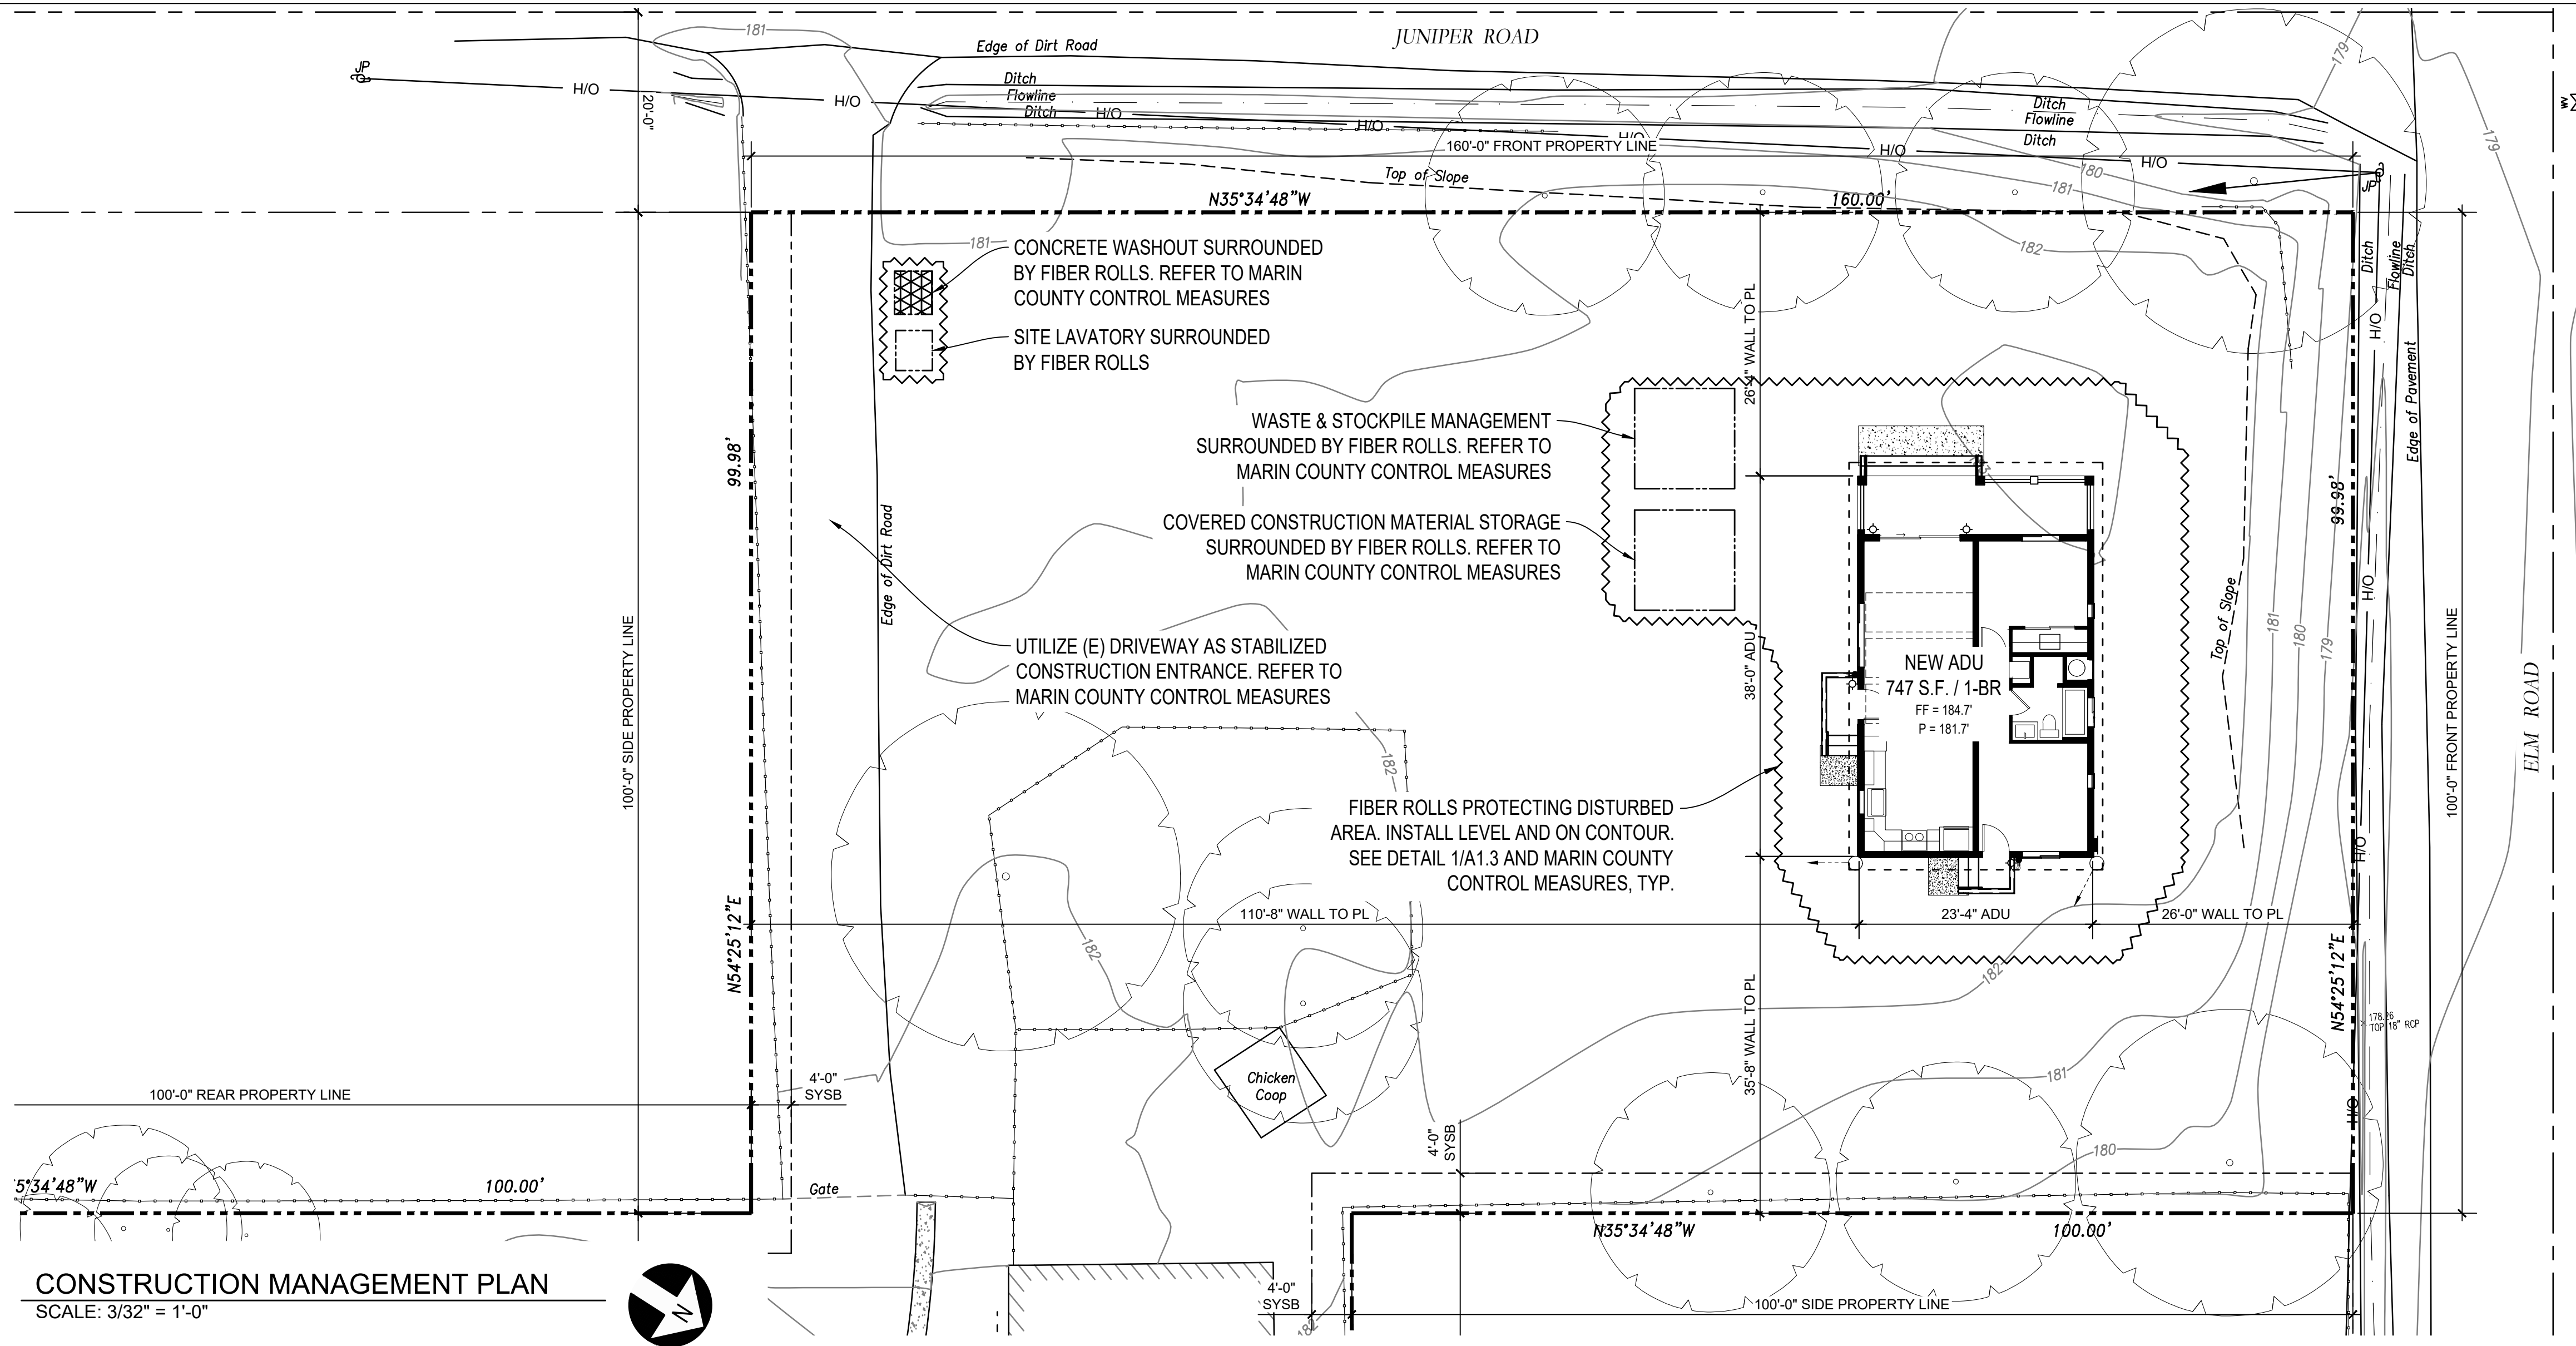 JUNIPER ROAD
181
Edge of Dirt Road
179
JP
H/O
H/O
20'-0"
Ditch
Flowline
Ditch
H/O
H/O
H/O
Ditch
Flowline
Ditch
179
160'-0" FRONT PROPERTY LINE
H/O
H/O
JP
Top of Slope
180
181
N35°34'48"W
160.00'
182
181
CONCRETE WASHOUT SURROUNDED
BY FIBER ROLLS. REFER TO MARIN
COUNTY CONTROL MEASURES
SITE LAVATORY SURROUNDED
BY FIBER ROLLS
26'-4" WALL TO PL
Ditch
Flowline
Ditch
H/O
Edge of Pavement
99.98'
WASTE & STOCKPILE MANAGEMENT
SURROUNDED BY FIBER ROLLS. REFER TO
MARIN COUNTY CONTROL MEASURES
99.98'
COVERED CONSTRUCTION MATERIAL STORAGE
SURROUNDED BY FIBER ROLLS. REFER TO
MARIN COUNTY CONTROL MEASURES
Edge of Dirt Road
H/O
Top of Slope
181
180
179
100'-0" SIDE PROPERTY LINE
UTILIZE (E) DRIVEWAY AS STABILIZED
CONSTRUCTION ENTRANCE. REFER TO
MARIN COUNTY CONTROL MEASURES
38'-0" ADU
NEW ADU
747 S.F. / 1-BR
FF = 184.7'
P = 181.7'
100'-0" FRONT PROPERTY LINE
ELM ROAD
182
FIBER ROLLS PROTECTING DISTURBED
AREA. INSTALL LEVEL AND ON CONTOUR.
SEE DETAIL 1/A1.3 AND MARIN COUNTY
CONTROL MEASURES, TYP.
H/O
110'-8" WALL TO PL
23'-4" ADU
26'-0" WALL TO PL
N54°25'12"E
182
182
N54°25'12"E
35'-8" WALL TO PL
178.26
TOP 18" RCP
Chicken
Coop
181
4'-0"
SYSB
100'-0" REAR PROPERTY LINE
H/O
4'-0"
SYSB
180
5°34'48"W
100.00'
Gate
N35°34'48"W
100.00'
CONSTRUCTION MANAGEMENT PLAN
SCALE: 3/32" = 1'-0"
N
4'-0"
SYSB
182
100'-0" SIDE PROPERTY LINE